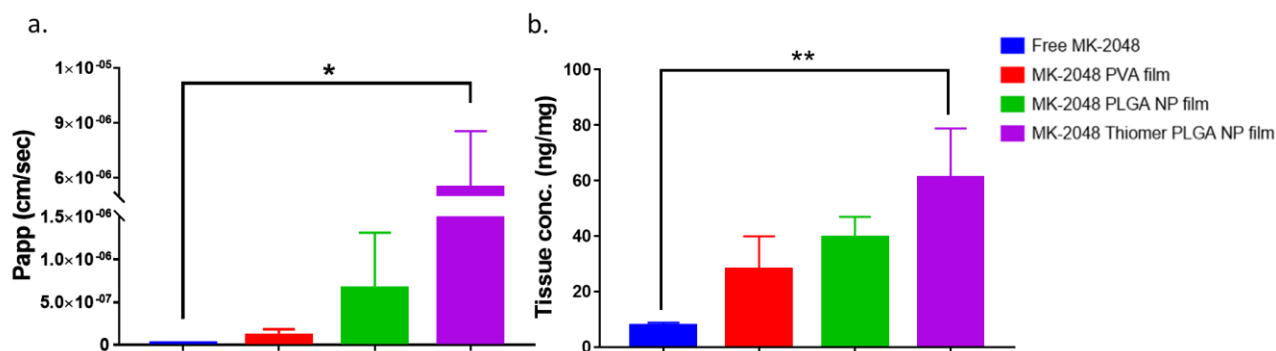 a.
*
1×10⁻⁰⁵
9×10⁻⁰⁶
6×10⁻⁰⁶
1.5×10⁻⁰⁶
1.0×10⁻⁰⁶
5.0×10⁻⁰⁷
0
Papp (cm/sec)
b.
**
100
80
60
40
20
0
Tissue conc. (ng/mg)
Free MK-2048
MK-2048 PVA film
MK-2048 PLGA NP film
MK-2048 Thiomer PLGA NP film